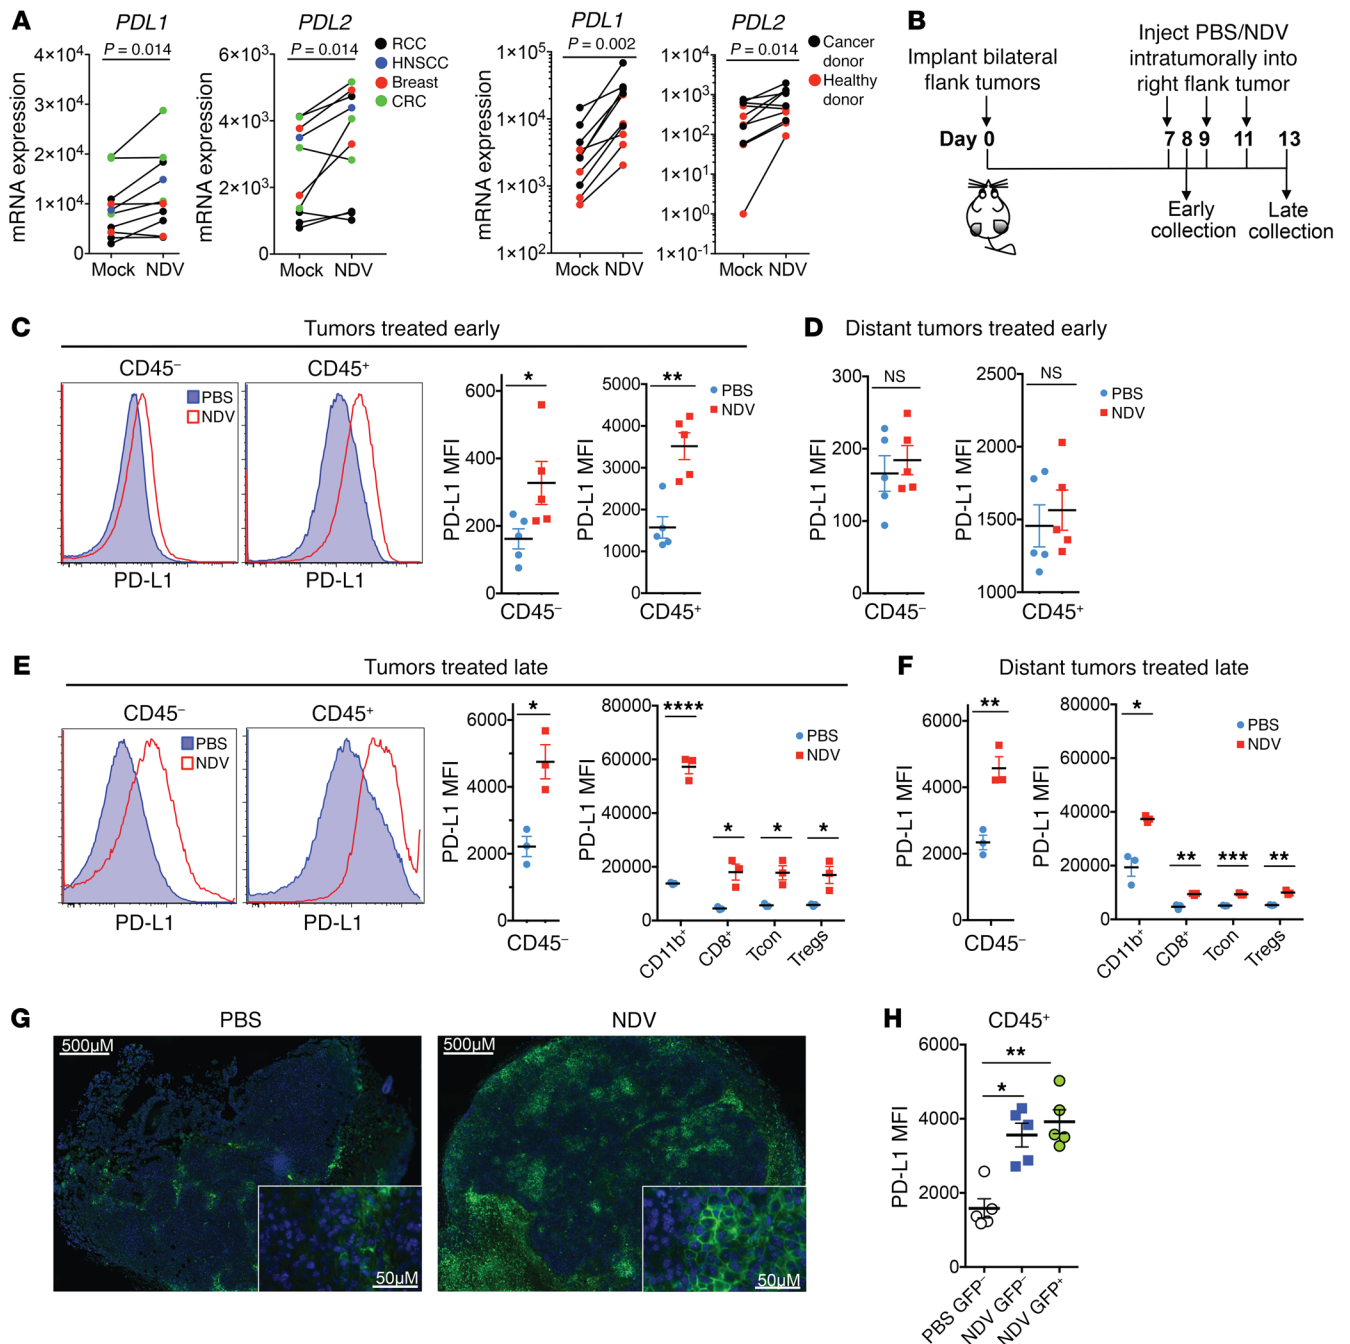 A
PDL1
P = 0.014
mRNA expression
4×10⁴
3×10⁴
2×10⁴
1×10⁴
0
Mock NDV
PDL2
P = 0.014
mRNA expression
6×10³
4×10³
2×10³
0
Mock NDV
RCC
HNSCC
Breast
CRC
PDL1
P = 0.002
mRNA expression
1×10⁵
1×10⁴
1×10³
1×10²
Mock NDV
PDL2
P = 0.014
1×10⁴
1×10³
1×10²
1×10¹
1×10⁰
1×10⁻¹
Mock NDV
Cancer
donor
Healthy
donor
B
Implant bilateral
flank tumors
Inject PBS/NDV
intratumorally into
right flank tumor
Day 0 7 8 9 11 13
Early
collection
Late
collection
C
Tumors treated early
CD45⁻
PBS
NDV
PD-L1
CD45⁺
PD-L1
PD-L1 MFI
600
400
200
0
*
CD45⁻
PD-L1 MFI
5000
4000
3000
2000
1000
0
**
CD45⁺
PBS
NDV
D
Distant tumors treated early
PD-L1 MFI
300
200
100
0
NS
CD45⁻
PD-L1 MFI
2500
2000
1500
1000
NS
CD45⁺
PBS
NDV
E
Tumors treated late
CD45⁻
PBS
NDV
PD-L1
CD45⁺
PD-L1
PD-L1 MFI
6000
4000
2000
0
*
CD45⁻
PD-L1 MFI
80000
60000
40000
20000
0
****
*
*
*
CD11b⁺
CD8⁺
Tcon
Tregs
PBS
NDV
F
Distant tumors treated late
PD-L1 MFI
6000
4000
2000
0
**
CD45⁻
PD-L1 MFI
80000
60000
40000
20000
0
*
**
***
**
CD11b⁺
CD8⁺
Tcon
Tregs
PBS
NDV
G
PBS
500µM
50µM
NDV
500µM
50µM
H
CD45⁺
PD-L1 MFI
6000
4000
2000
0
**
*
PBS GFP⁻
NDV GFP⁻
NDV GFP⁺